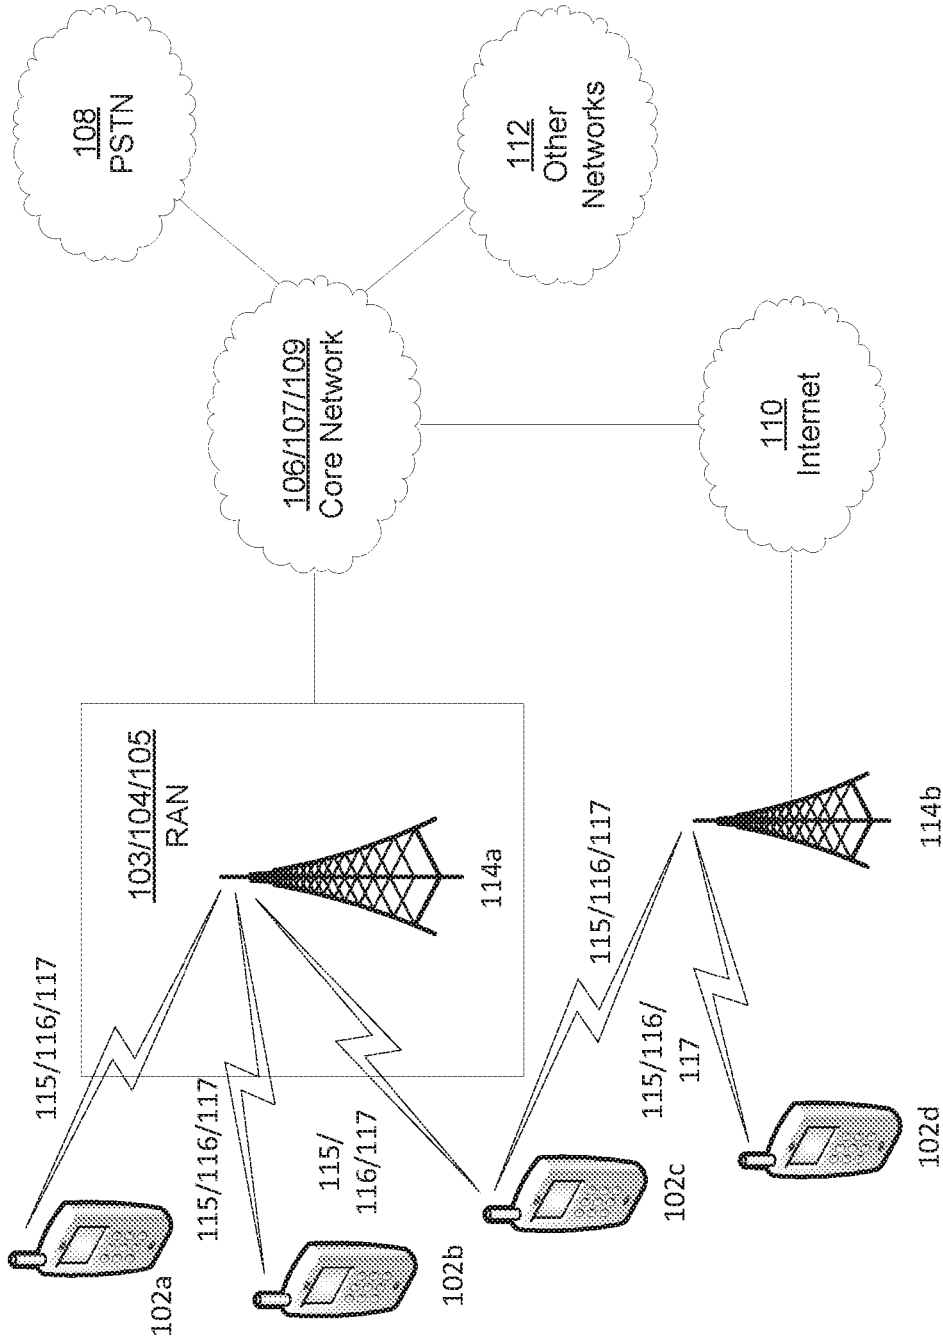 108
PSTN
112
Other
Networks
106/107/109
Core Network
110
Internet
103/104/105
RAN
114a
114b
115/116/117
115/116/117
115/
116/117
115/116/117
115/116/
117
102a
102b
102c
102d